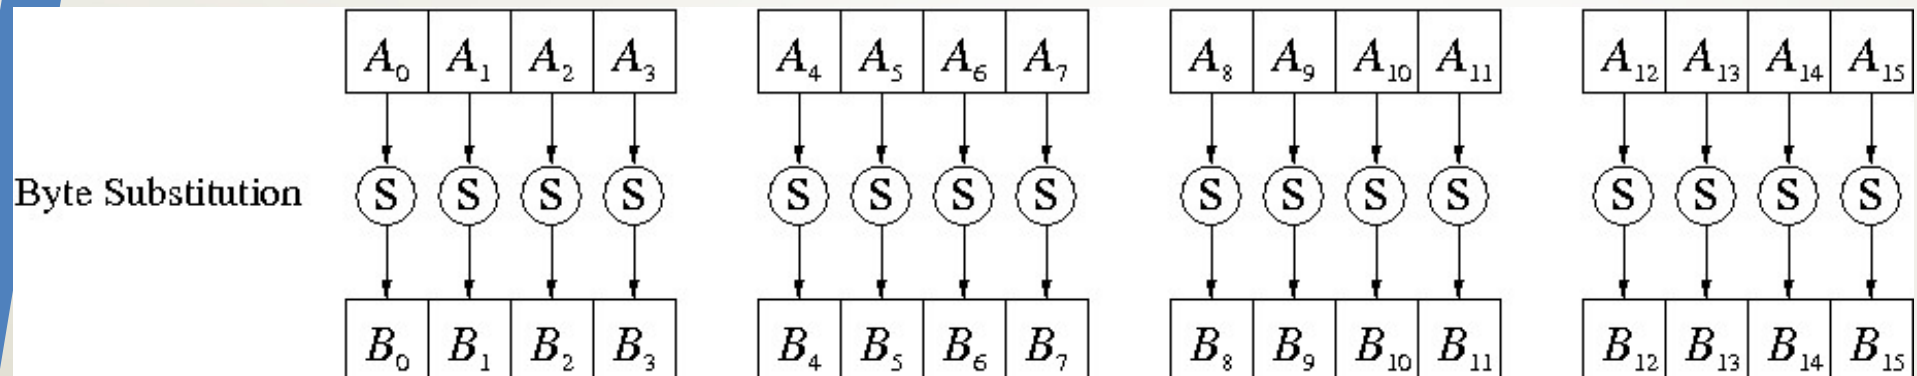 A₀ A₁ A₂ A₃ A₄ A₅ A₆ A₇ A₈ A₉ A₁₀ A₁₁ A₁₂ A₁₃ A₁₄ A₁₅
Byte Substitution S S S S S S S S S S S S S S S S
B₀ B₁ B₂ B₃ B₄ B₅ B₆ B₇ B₈ B₉ B₁₀ B₁₁ B₁₂ B₁₃ B₁₄ B₁₅